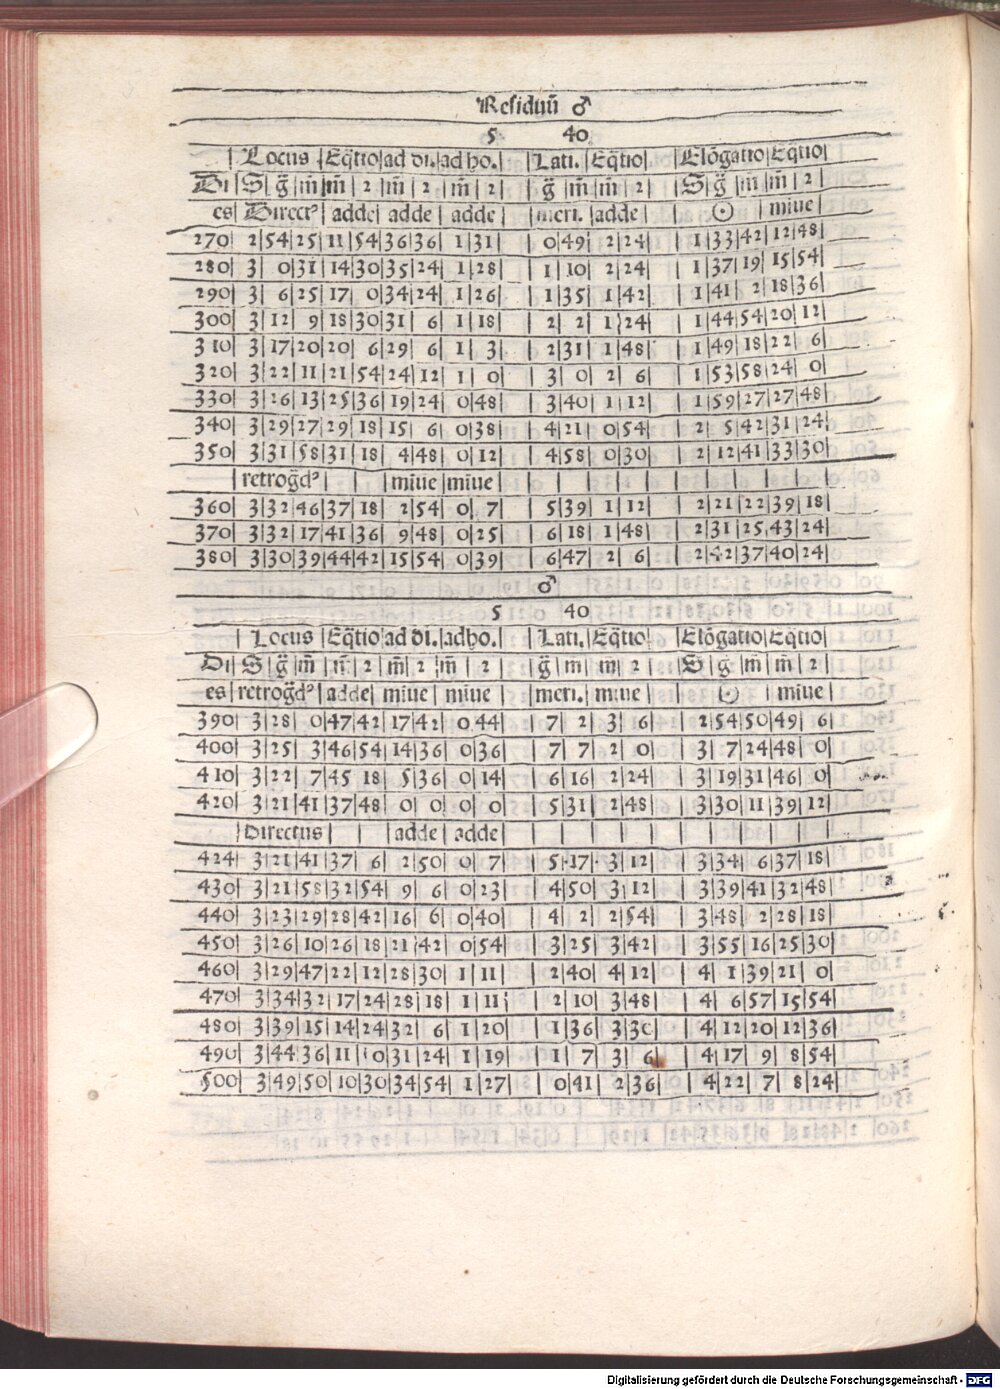 Residuū ♂
5 40
| Locus |Eq̄tio|ad di.|ad ho.| |Lati.|Eq̄tio| |Elōgatio|Eq̄tio|
Di|S|g̃|m̃|m̃|2|m̃|2|m̃|2| |g̃|m̃|m̃|2| |S|g̃|m̃|m̃|2|
es|Direct⁹|adde|adde|adde| |meri.|adde| |☉|miue|
270|2|54|25|11|54|36|36|1|31| |0|49|2|24| |1|33|42|12|48|
280|3|0|31|14|30|35|24|1|28| |1|10|2|24| |1|37|19|15|54|
290|3|6|25|17|0|34|24|1|26| |1|35|1|42| |1|41|2|18|36|
300|3|12|9|18|30|31|6|1|18| |2|2|1|24| |1|44|54|20|12|
310|3|17|20|20|6|29|6|1|3| |2|31|1|48| |1|49|18|22|6|
320|3|22|11|21|54|24|12|1|0| |3|0|2|6| |1|53|58|24|0|
330|3|26|13|25|36|19|24|0|48| |3|40|1|12| |1|59|27|27|48|
340|3|29|27|29|18|15|6|0|38| |4|21|0|54| |2|5|42|31|24|
350|3|31|58|31|18|4|48|0|12| |4|58|0|30| |2|12|41|33|30|
|retrog̃d⁹| | |miue|miue| | | | | | | | | | |
360|3|32|46|37|18|2|54|0|7| |5|39|1|12| |2|21|22|39|18|
370|3|32|17|41|36|9|48|0|25| |6|18|1|48| |2|31|25|43|24|
380|3|30|39|44|42|15|54|0|39| |6|47|2|6| |2|42|37|40|24|
♂
5 40
| Locus |Eq̄tio|ad di.|ad ho.| |Lati.|Eq̄tio| |Elōgatio|Eq̄tio|
Di|S|g̃|m̃|m̃|2|m̃|2|m̃|2| |g̃|m̃|m̃|2| |S|g̃|m̃|m̃|2|
es|retrog̃d⁹|adde|miue|miue| |meri.|miue| |☉|miue|
390|3|28|0|47|42|17|42|0|44| |7|2|3|16| |2|54|50|49|6|
400|3|25|3|46|54|14|36|0|36| |7|7|2|0| |3|7|24|48|0|
410|3|22|7|45|18|5|36|0|14| |6|16|2|24| |3|19|31|46|0|
420|3|21|41|37|48|0|0|0|0| |5|31|2|48| |3|30|11|39|12|
|Directus| | |adde|adde| | | | | | | | | | |
424|3|21|41|37|6|2|50|0|7| |5|17|3|12| |3|34|6|37|18|
430|3|21|58|32|54|9|6|0|23| |4|50|3|12| |3|39|41|32|48|
440|3|23|29|28|42|16|6|0|40| |4|2|2|54| |3|48|2|28|18|
450|3|26|10|26|18|21|42|0|54| |3|25|3|42| |3|55|16|25|30|
460|3|29|47|22|12|28|30|1|11| |2|40|4|12| |4|1|39|21|0|
470|3|34|32|17|24|28|18|1|11| |2|10|3|48| |4|6|57|15|54|
480|3|39|15|14|24|32|6|1|20| |1|36|3|30| |4|12|20|12|36|
490|3|44|36|11|0|31|24|1|19| |1|7|3|6| |4|17|9|8|54|
500|3|49|50|10|30|34|54|1|27| |0|41|2|36| |4|22|7|8|24|
Digitalisierung gefördert durch die Deutsche Forschungsgemeinschaft - DFG